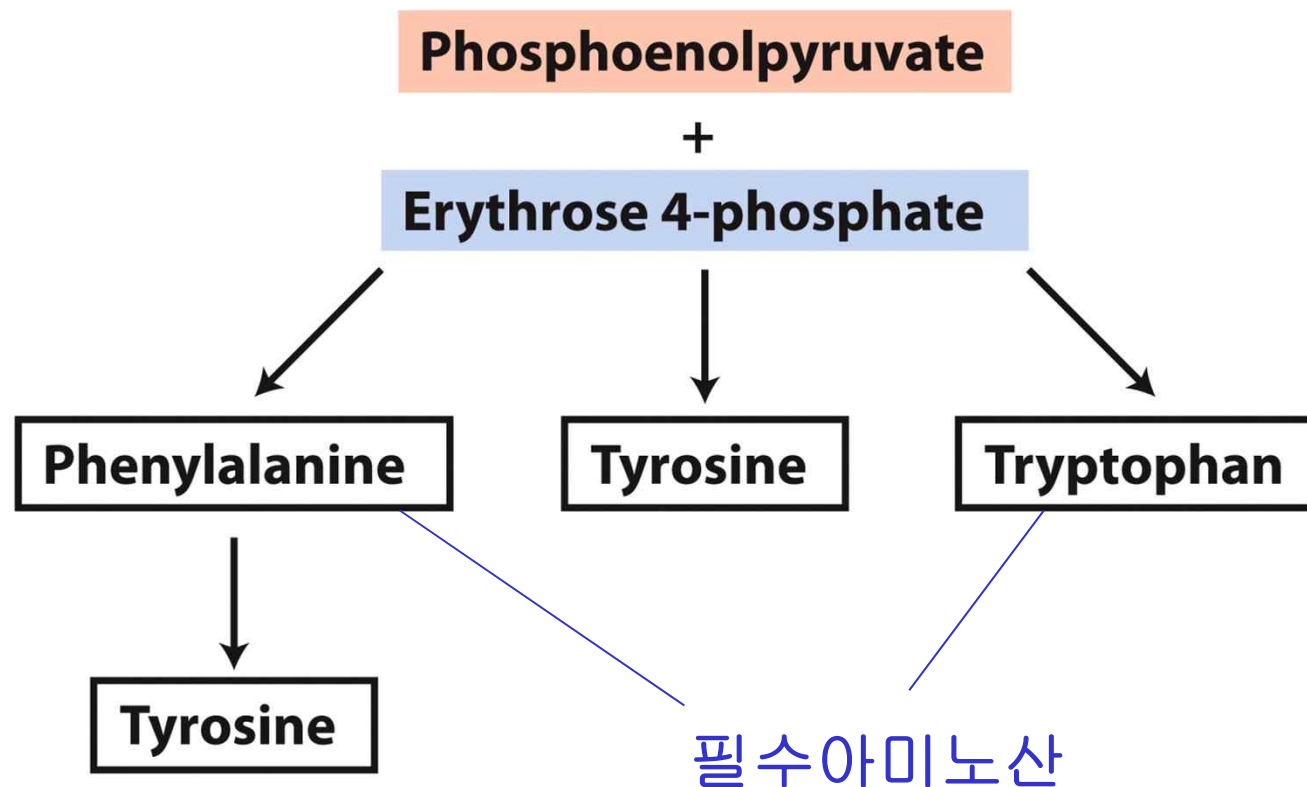 Phosphoenolpyruvate
+
Erythrose 4-phosphate
Phenylalanine
Tyrosine
Tryptophan
Tyrosine
필수아미노산